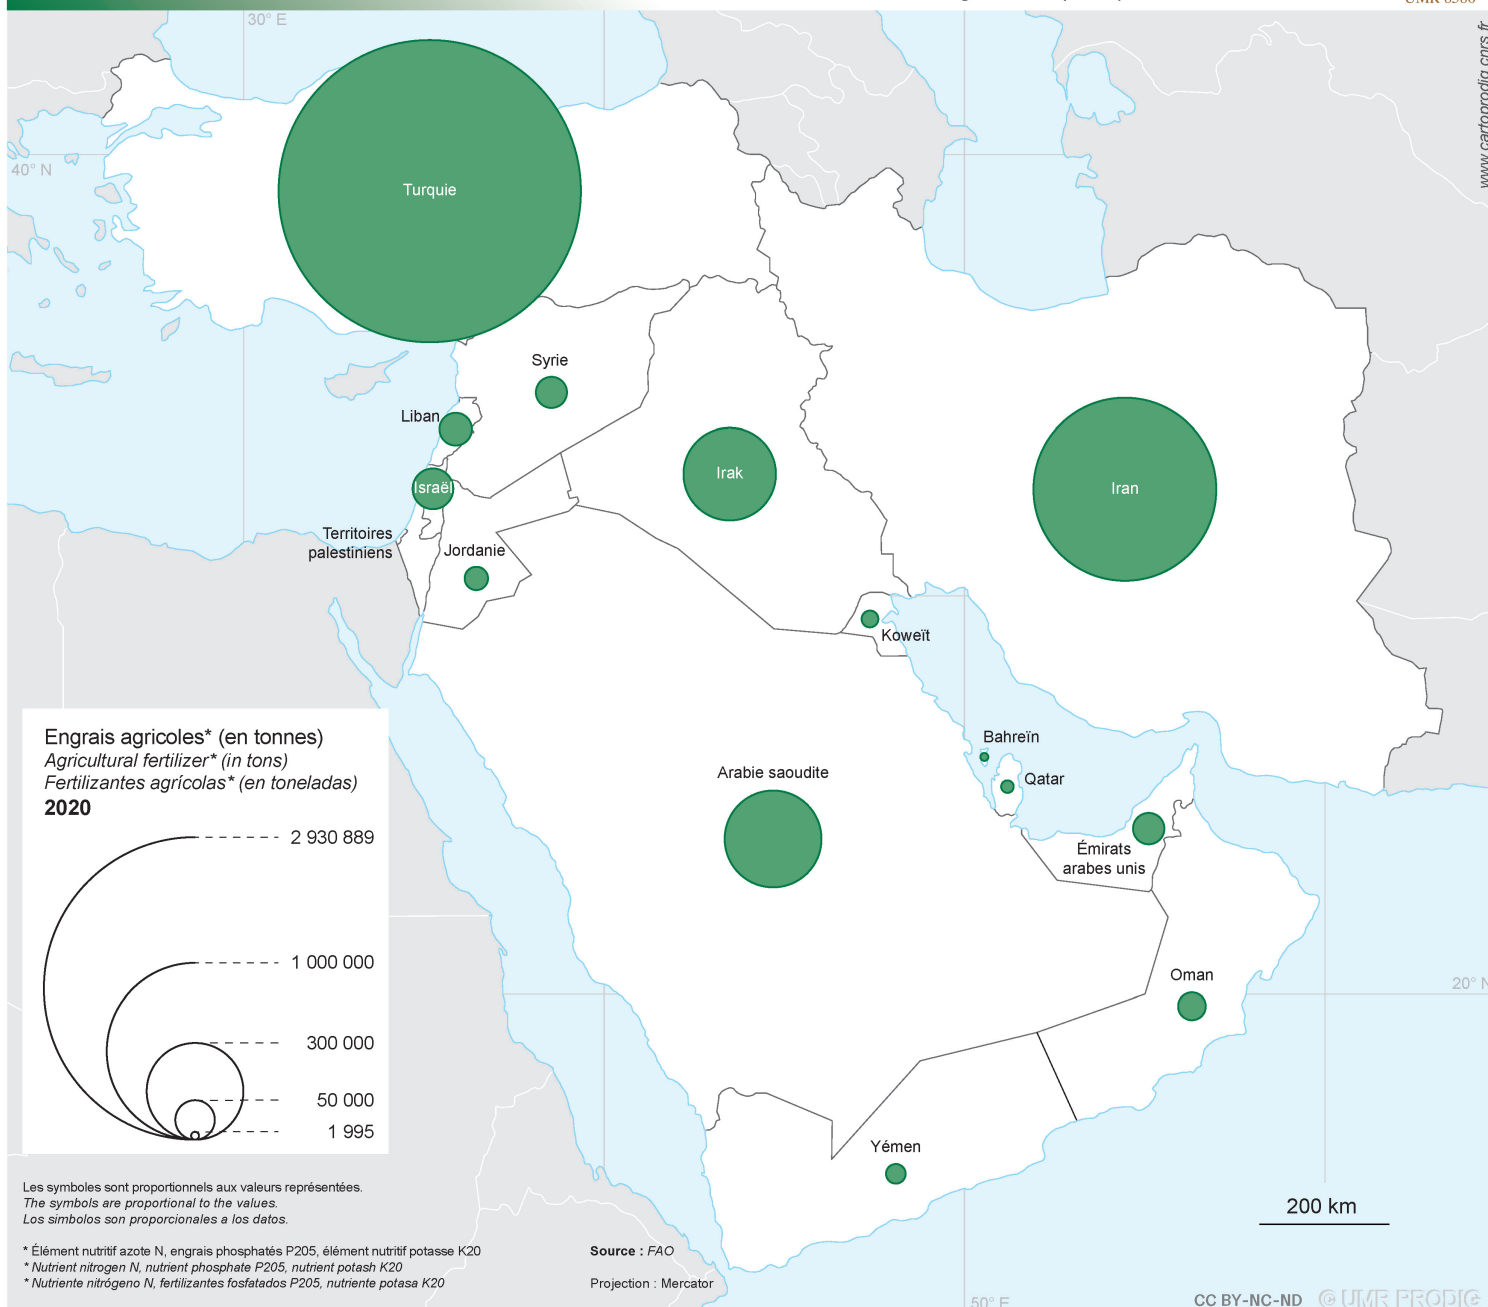 30° E
www.cartoprodig.cnrs.fr
40° N
Turquie
Syrie
Liban
Irak
Iran
Israël
Territoires
palestiniens
Jordanie
Koweït
Bahreïn
Arabie saoudite
Qatar
Émirats
arabes unis
Oman
20° N
Yémen
Engrais agricoles* (en tonnes)
Agricultural fertilizer* (in tons)
Fertilizantes agrícolas* (en toneladas)
2020
2 930 889
1 000 000
300 000
50 000
1 995
Les symboles sont proportionnels aux valeurs représentées.
The symbols are proportional to the values.
Los simbolos son proporcionales a los datos.
200 km
* Élément nutritif azote N, engrais phosphatés P205, élément nutritif potasse K20
* Nutrient nitrogen N, nutrient phosphate P205, nutrient potash K20
* Nutriente nitrógeno N, fertilizantes fosfatados P205, nutriente potasa K20
Source : FAO
Projection : Mercator
50° E
CC BY-NC-ND © UMR PRODIG